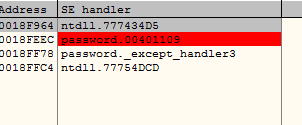 Address SE handler
0018F964 ntdll.777434D5
0018FEEC password.00401109
0018FF78 password._except_handler3
0018FFC4 ntdll.77754DCD